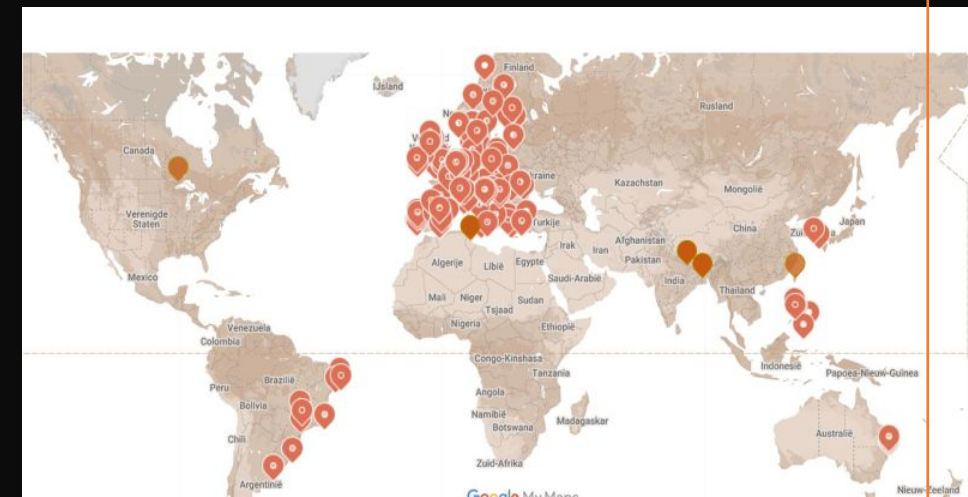 Finland
IJsland
Rusland
Canada
Kazachstan
Mongolië
Verenigde
Staten
Turkije
Japan
China
Afghanistan
Irak
Iran
Algerije
Libië
Egypte
Pakistan
Saudi-Arabië
Mexico
India
Thailand
Mali
Niger
Tsjaad
Sudan
Nigeria
Ethiopië
Venezuela
Colombia
Congo-Kinshasa
Tanzania
Indonesië
Papoea-Nieuw-Guinea
Peru
Brazilië
Angola
Bolivia
Namibië
Botswana
Madagaskar
Chili
Australië
Zuid-Afrika
Argentinië
Nieuw-Zeeland
Google My Maps